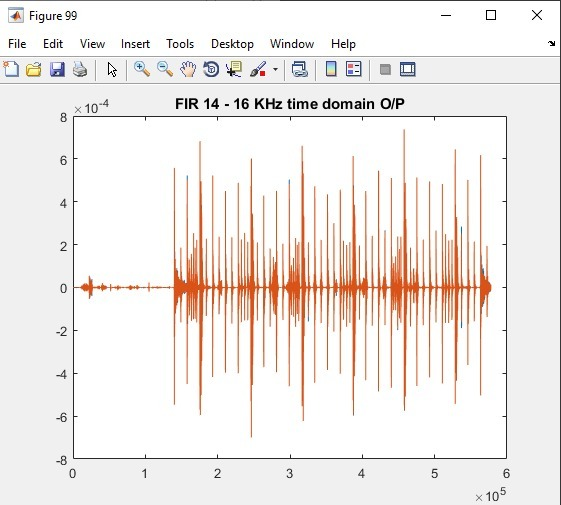 Figure 99
File Edit View Insert Tools Desktop Window Help
FIR 14 - 16 KHz time domain O/P
×10-4
8
6
4
2
0
-2
-4
-6
-8
0 1 2 3 4 5 6
×105